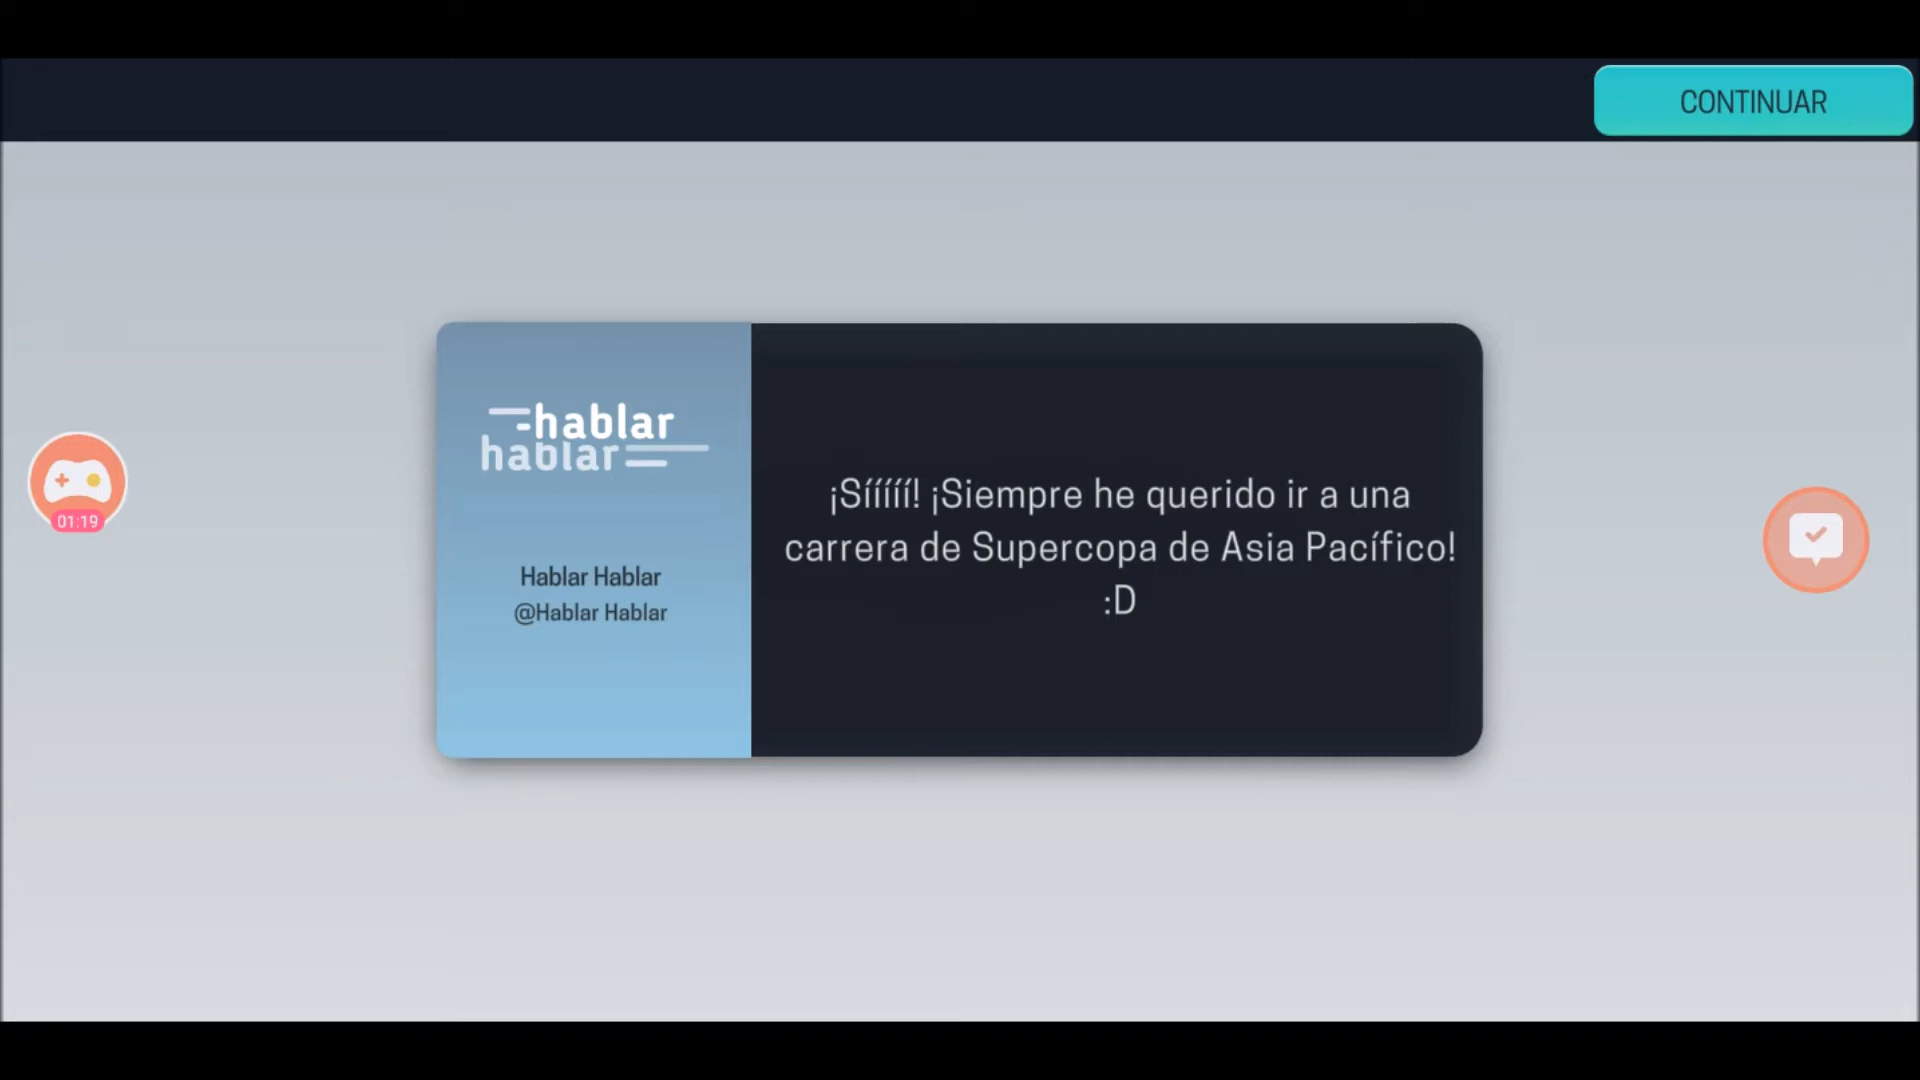 CONTINUAR
hablar
hablar
Hablar Hablar
@Hablar Hablar
¡Sííííí! ¡Siempre he querido ir a una
carrera de Supercopa de Asia Pacífico!
:D
01:19